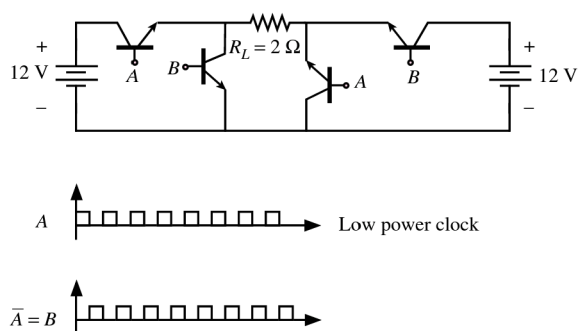 +
12 V
−
A
B
R_L = 2 Ω
A
B
+
12 V
−
A
Low power clock
A̅ = B